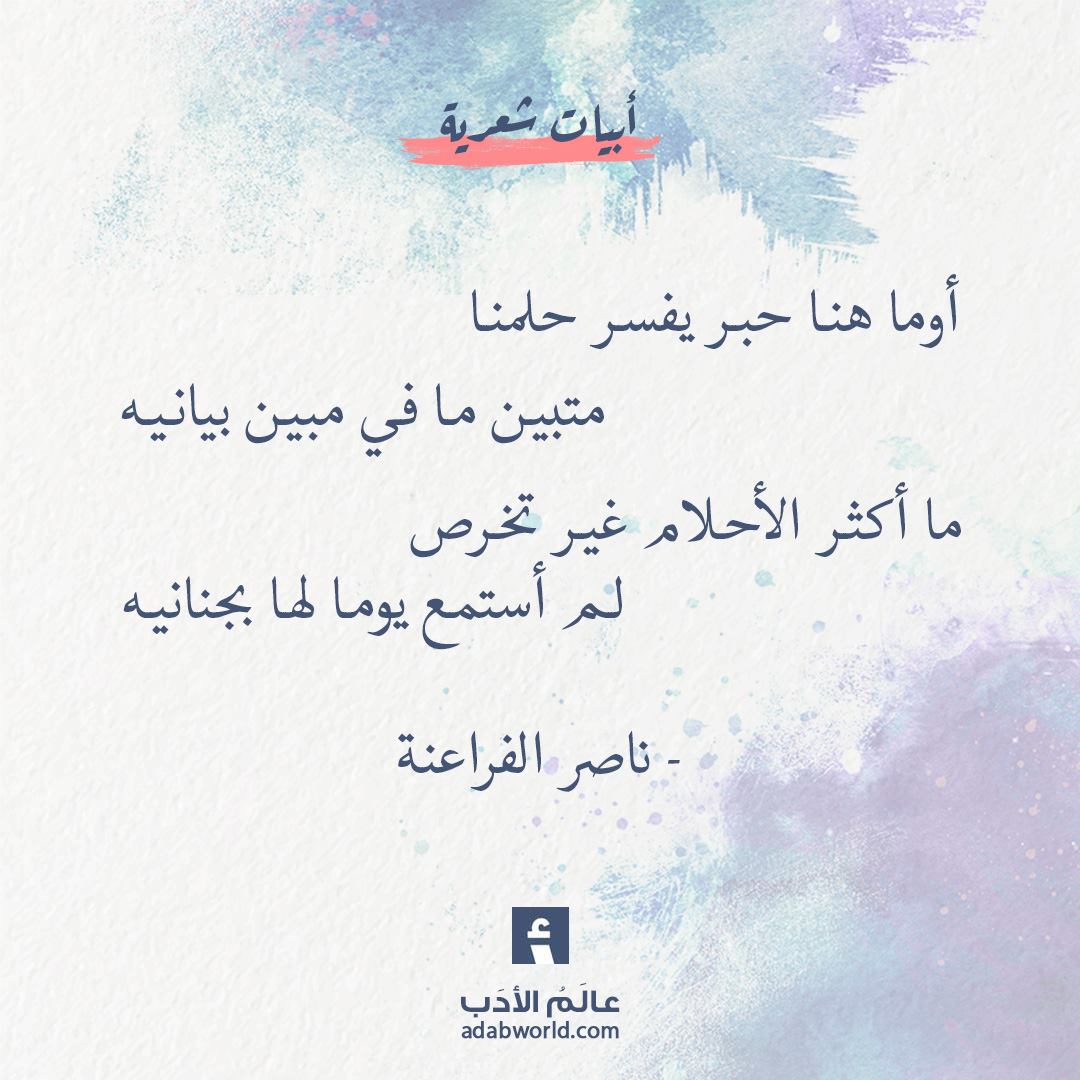 أبيات شعرية
أوما هنا حبر يفسر حلمنا
متبين ما في مبين بيانيه
ما أكثر الأحلام غير تخرص
لم أستمع يوما لها بجنانيه
- ناصر الفراعنة
أ
عالَمُ الأدَب
adabworld.com